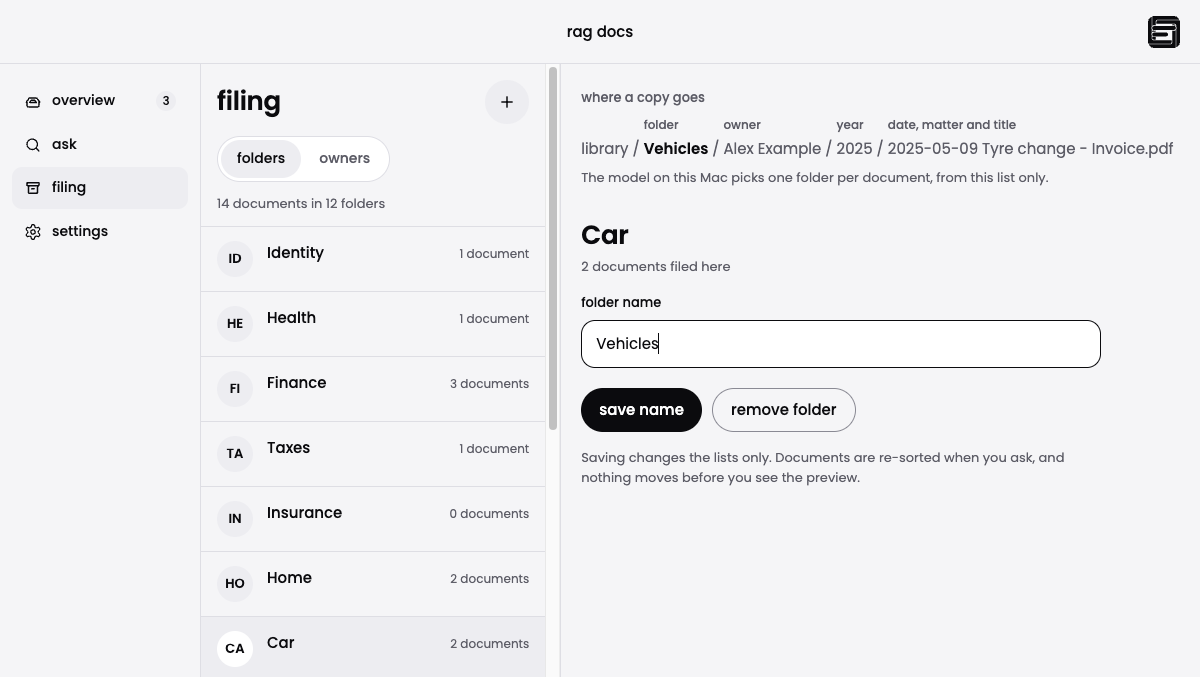 rag docs
overview 3
ask
filing
settings
filing
+
folders owners
14 documents in 12 folders
ID Identity 1 document
HE Health 1 document
FI Finance 3 documents
TA Taxes 1 document
IN Insurance 0 documents
HO Home 2 documents
CA Car 2 documents
where a copy goes
folder owner year date, matter and title
library / Vehicles / Alex Example / 2025 / 2025-05-09 Tyre change - Invoice.pdf
The model on this Mac picks one folder per document, from this list only.
Car
2 documents filed here
folder name
Vehicles
save name remove folder
Saving changes the lists only. Documents are re-sorted when you ask, and
nothing moves before you see the preview.